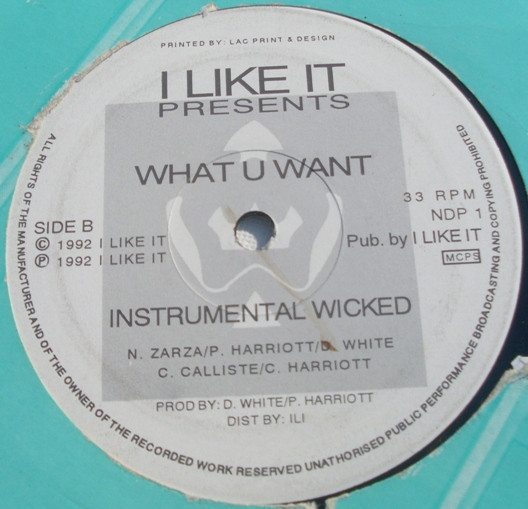 PRINTED BY: LAC PRINT & DESIGN
I LIKE IT
PRESENTS
WHAT U WANT
33 RPM
NDP 1
SIDE B
© 1992 I LIKE IT
℗ 1992 I LIKE IT
Pub. by I LIKE IT
MCPS
INSTRUMENTAL WICKED
N. ZARZA/P. HARRIOTT/D. WHITE
C. CALLISTE/C. HARRIOTT
PROD BY: D. WHITE/P. HARRIOTT
DIST BY: ILI
ALL RIGHTS OF THE MANUFACTURER AND OF THE OWNER OF THE RECORDED WORK RESERVED UNATHORISED PUBLIC PERFORMANCE BROADCASTING AND COPYING PROHIBITED